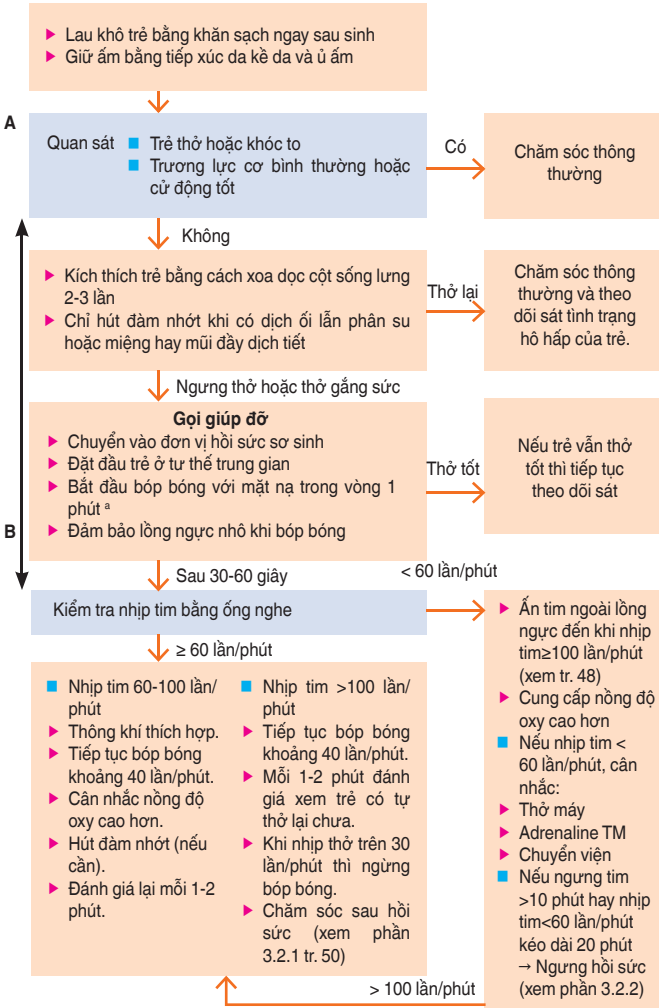 ▶ Lau khô trẻ bằng khăn sạch ngay sau sinh
▶ Giữ ấm bằng tiếp xúc da kề da và ủ ấm
A
Quan sát ■ Trẻ thở hoặc khóc to
■ Trương lực cơ bình thường hoặc
cử động tốt
Có
Chăm sóc thông
thường
Không
▶ Kích thích trẻ bằng cách xoa dọc cột sống lưng
2-3 lần
▶ Chỉ hút đàm nhớt khi có dịch ối lẫn phân su
hoặc miệng hay mũi đầy dịch tiết
Thở lại
Chăm sóc thông
thường và theo
dõi sát tình trạng
hô hấp của trẻ.
Ngưng thở hoặc thở gắng sức
Gọi giúp đỡ
▶ Chuyển vào đơn vị hồi sức sơ sinh
▶ Đặt đầu trẻ ở tư thế trung gian
▶ Bắt đầu bóp bóng với mặt nạ trong vòng 1
phút ᵃ
▶ Đảm bảo lồng ngực nhô khi bóp bóng
Thở tốt
Nếu trẻ vẫn thở
tốt thì tiếp tục
theo dõi sát
B
Sau 30-60 giây
< 60 lần/phút
Kiểm tra nhịp tim bằng ống nghe
≥ 60 lần/phút
■ Nhịp tim 60-100 lần/
phút
▶ Thông khí thích hợp.
▶ Tiếp tục bóp bóng
khoảng 40 lần/phút.
▶ Cân nhắc nồng độ
oxy cao hơn.
▶ Hút đàm nhớt (nếu
cần).
▶ Đánh giá lại mỗi 1-2
phút.
■ Nhịp tim >100 lần/
phút
▶ Tiếp tục bóp bóng
khoảng 40 lần/phút.
▶ Mỗi 1-2 phút đánh
giá xem trẻ có tự
thở lại chưa.
▶ Khi nhịp thở trên 30
lần/phút thì ngừng
bóp bóng.
▶ Chăm sóc sau hồi
sức (xem phần
3.2.1 tr. 50)
▶ Ấn tim ngoài lồng
ngực đến khi nhịp
tim≥100 lần/phút
(xem tr. 48)
▶ Cung cấp nồng độ
oxy cao hơn
■ Nếu nhịp tim <
60 lần/phút, cân
nhắc:
▶ Thở máy
▶ Adrenaline TM
▶ Chuyển viện
■ Nếu ngưng tim
>10 phút hay nhịp
tim<60 lần/phút
kéo dài 20 phút
→ Ngưng hồi sức
(xem phần 3.2.2)
> 100 lần/phút